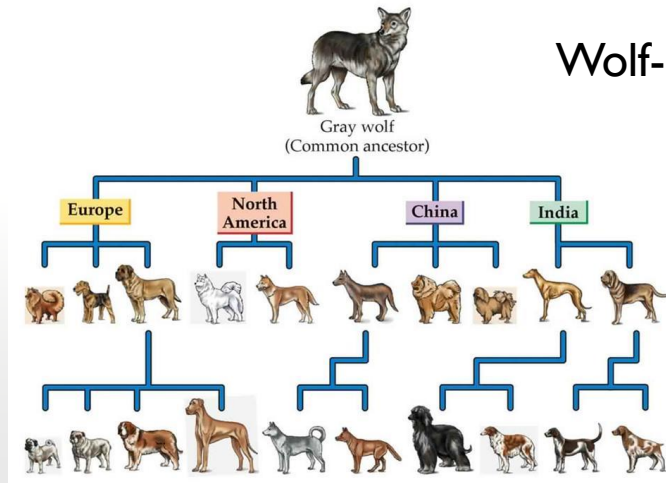 Wolf-
Gray wolf
(Common ancestor)
Europe
North
America
China
India